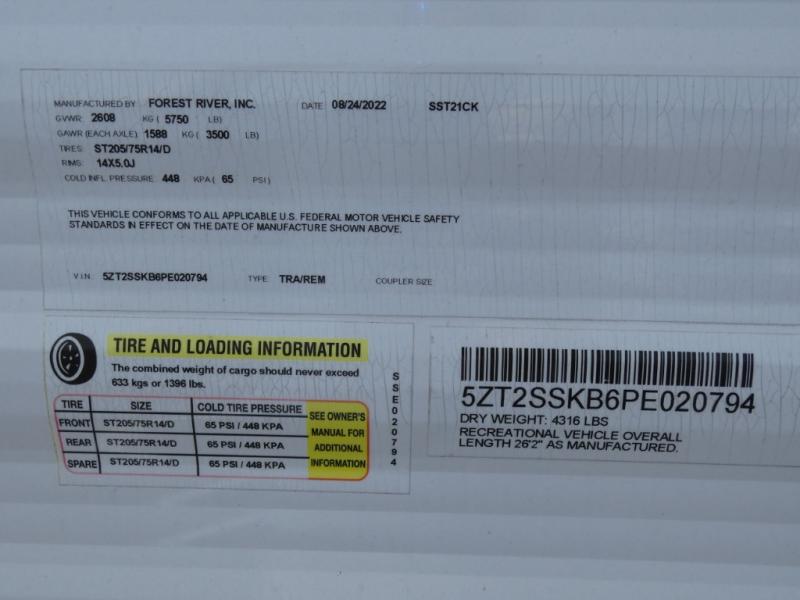 MANUFACTURED BY FOREST RIVER, INC. DATE 08/24/2022 SST21CK
GVWR 2608 KG ( 5750 LB)
GAWR (EACH AXLE) 1588 KG ( 3500 LB)
TIRES: ST205/75R14/D
RIMS: 14X5.0J
COLD INFL. PRESSURE: 448 KPA ( 65 PSI )
THIS VEHICLE CONFORMS TO ALL APPLICABLE U.S. FEDERAL MOTOR VEHICLE SAFETY
STANDARDS IN EFFECT ON THE DATE OF MANUFACTURE SHOWN ABOVE.
V.I.N. 5ZT2SSKB6PE020794 TYPE: TRA/REM COUPLER SIZE
TIRE AND LOADING INFORMATION
The combined weight of cargo should never exceed
633 kgs or 1396 lbs.
TIRE SIZE COLD TIRE PRESSURE
FRONT ST205/75R14/D 65 PSI / 448 KPA
REAR ST205/75R14/D 65 PSI / 448 KPA
SPARE ST205/75R14/D 65 PSI / 448 KPA
SEE OWNER'S
MANUAL FOR
ADDITIONAL
INFORMATION
SSE020794
5ZT2SSKB6PE020794
DRY WEIGHT: 4316 LBS
RECREATIONAL VEHICLE OVERALL
LENGTH 26'2" AS MANUFACTURED.